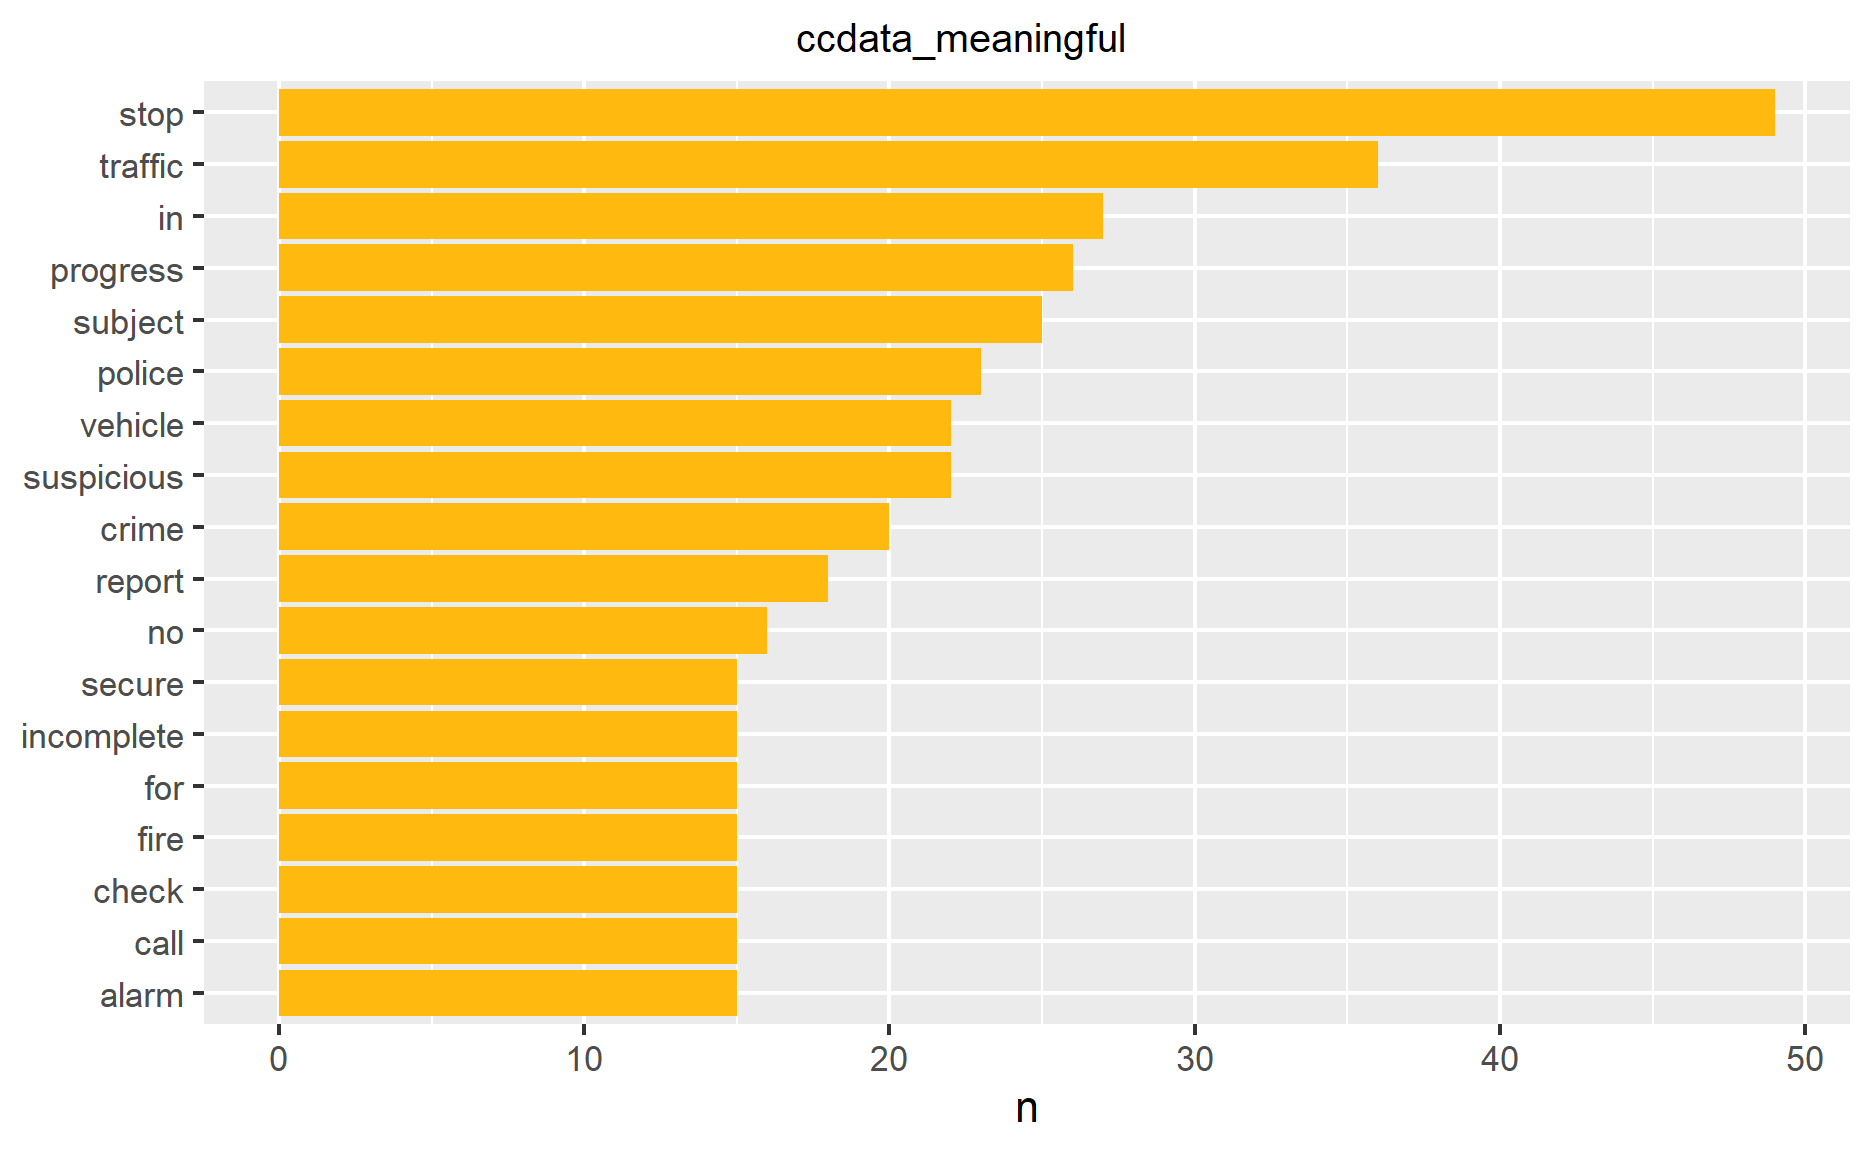 ccdata_meaningful
stop
traffic
in
progress
subject
police
vehicle
suspicious
crime
report
no
secure
incomplete
for
fire
check
call
alarm
0 10 20 30 40 50
n